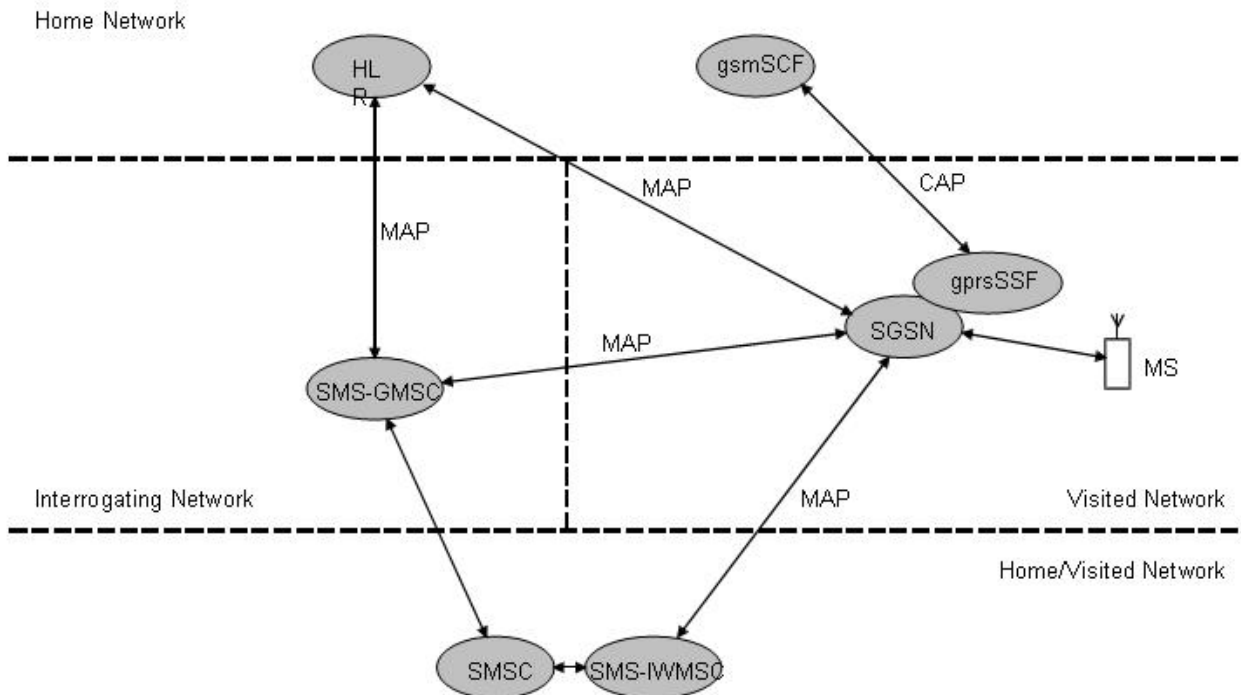 Home Network
HL
R
gsmSCF
MAP
CAP
MAP
gprsSSF
SGSN
MAP
MS
SMS-GMSC
Interrogating Network
MAP
Visited Network
Home/Visited Network
SMSC
SMS-IWMSC